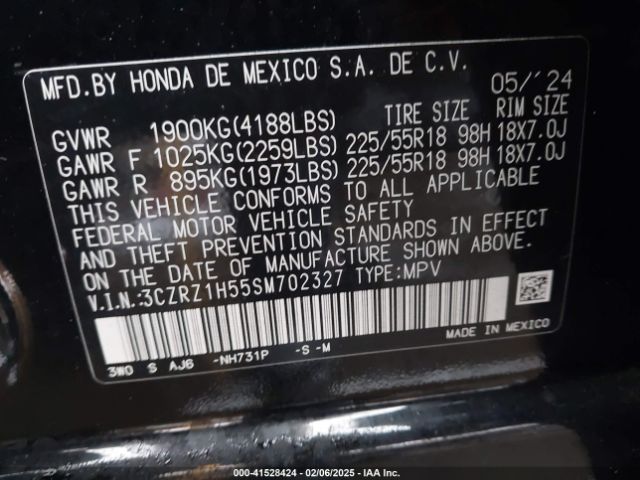 MFD. BY HONDA DE MEXICO S.A. DE C.V. 05/'24
TIRE SIZE RIM SIZE
GVWR 1900KG(4188LBS)
GAWR F 1025KG(2259LBS) 225/55R18 98H 18X7.0J
GAWR R 895KG(1973LBS) 225/55R18 98H 18X7.0J
THIS VEHICLE CONFORMS TO ALL APPLICABLE
FEDERAL MOTOR VEHICLE SAFETY
AND THEFT PREVENTION STANDARDS IN EFFECT
ON THE DATE OF MANUFACTURE SHOWN ABOVE.
V.I.N.:3CZRZ1H55SM702327 TYPE:MPV
3W0 S AJ6 -NH731P -S -M MADE IN MEXICO
000-41528424 - 02/06/2025 - IAA Inc.